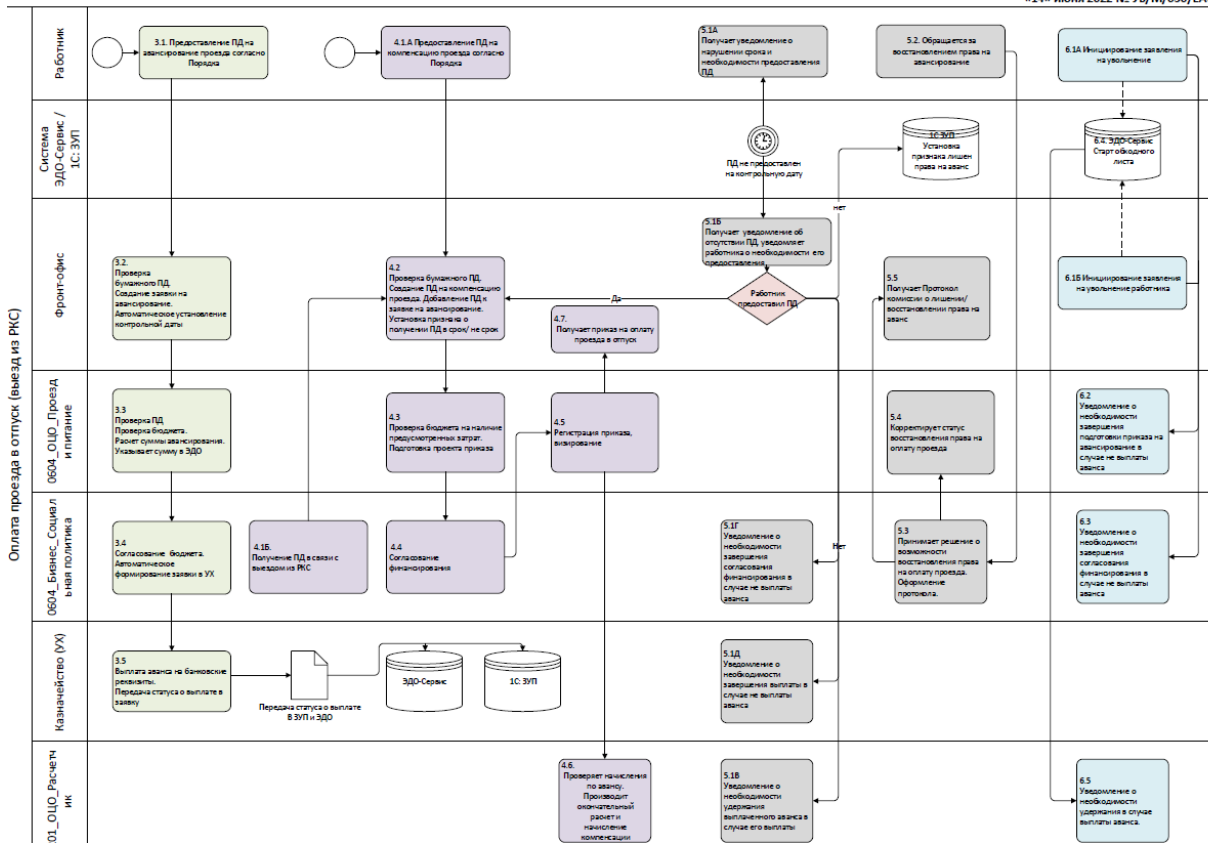 Оплата проезда в отпуск (выезд из РКС)
Работник
3.1. Предоставление ПД на
авансирование проезда согласно
Порядка
4.1.А Предоставление ПД на
компенсацию проезда согласно
Порядка
5.1А
Получает уведомление о
нарушении срока и
необходимости предоставления
ПД
5.2. Обращается за
восстановлением права на
авансирование
6.1А Инициирование заявления
на увольнение
Система
ЭДО-Сервис /
1С: ЗУП
ПД не предоставлен
на контрольную дату
1С ЗУП
Установка
признака лишен
права на аванс
6.4. ЭДО-Сервис
Старт обходного
листа
Фронт-офис
3.2.
Проверка
бумажного ПД.
Создание заявки на
авансирование.
Автоматическое установление
контрольной даты
4.2
Проверка бумажного ПД.
Создание ПД на компенсацию
проезда. Добавление ПД к
заявке на авансирование.
Установка признака о
получении ПД в срок/ не срок
4.7.
Получает приказ на оплату
проезда в отпуск
5.1Б
Получает уведомление об
отсутствии ПД, уведомляет
работника о необходимости его
предоставления
Работник
предоставил ПД
Да
нет
5.5
Получает Протокол
комиссии о лишении/
восстановлении права на
аванс
6.1Б Инициирование заявления
на увольнение работника
0604_ОЦО_Проезд
и питание
3.3
Проверка ПД
Проверка бюджета.
Расчет суммы авансирования.
Указывает сумму в ЭДО
4.3
Проверка бюджета на наличие
предусмотренных затрат.
Подготовка проекта приказа
4.5
Регистрация приказа,
визирование
5.4
Корректирует статус
восстановления права на
оплату проезда
6.2
Уведомление о
необходимости
завершения
подготовки приказа на
авансирование в
случае не выплаты
аванса
0604_Бизнес_Социал
ьная политика
3.4
Согласование бюджета.
Автоматическое
формирование заявки в УХ
4.1Б.
Получение ПД в связи с
выездом из РКС
4.4
Согласование
финансирования
5.1Г
Уведомление о
необходимости
завершения
согласования
финансирования в
случае не выплаты
аванса
Нет
5.3
Принимает решение о
возможности
восстановления права
на оплату проезда.
Оформление
протокола.
6.3
Уведомление о
необходимости
завершения
согласования
финансирования в
случае не выплаты
аванса
Казначейство (УХ)
3.5
Выплата аванса на банковские
реквизиты.
Передача статуса о выплате в
заявку
Передача статуса о выплате
В ЗУП и ЭДО
ЭДО-Сервис
1С: ЗУП
5.1Д
Уведомление о
необходимости
завершения выплаты в
случае не выплаты
аванса
01_ОЦО_Расчетч
ик
4.6.
Проверяет начисления
по авансу.
Производит
окончательный
расчет и
начисление
компенсации
5.1В
Уведомление о
необходимости
удержания
выплаченного аванса в
случае его выплаты
6.5
Уведомление о
необходимости
удержания в случае
выплаты аванса.